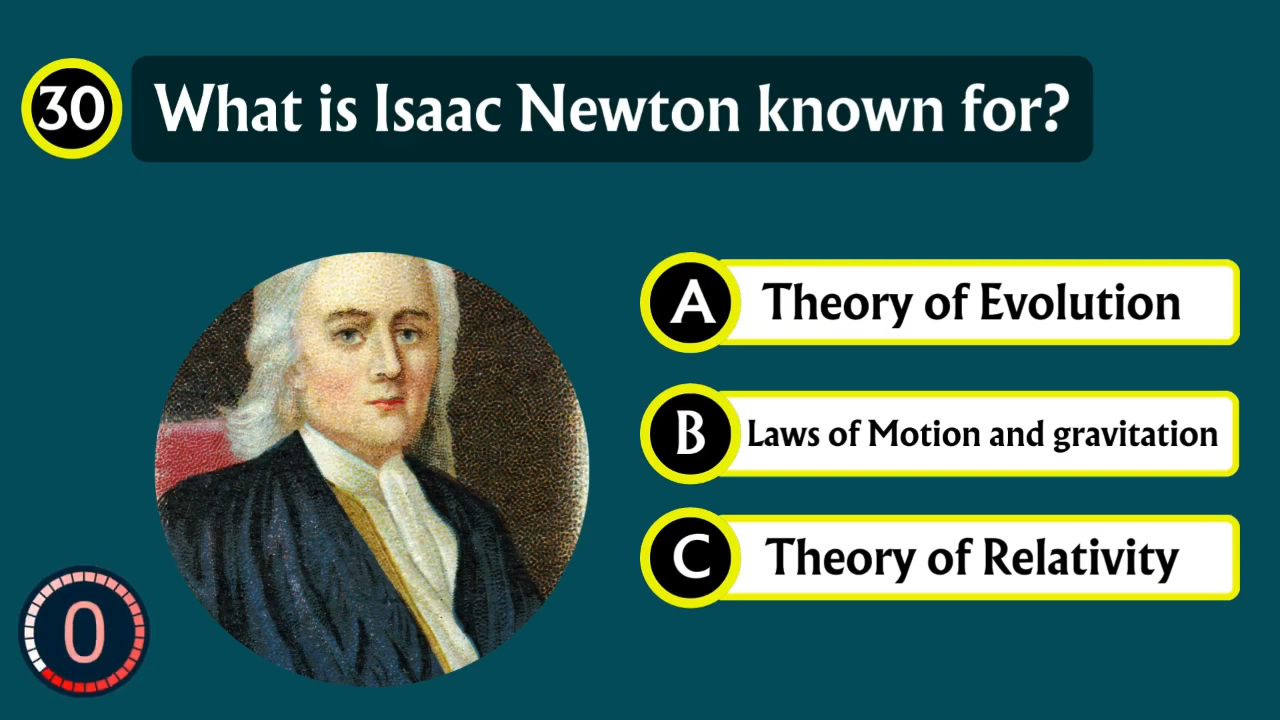 30
What is Isaac Newton known for?
A
Theory of Evolution
B
Laws of Motion and gravitation
C
Theory of Relativity
0